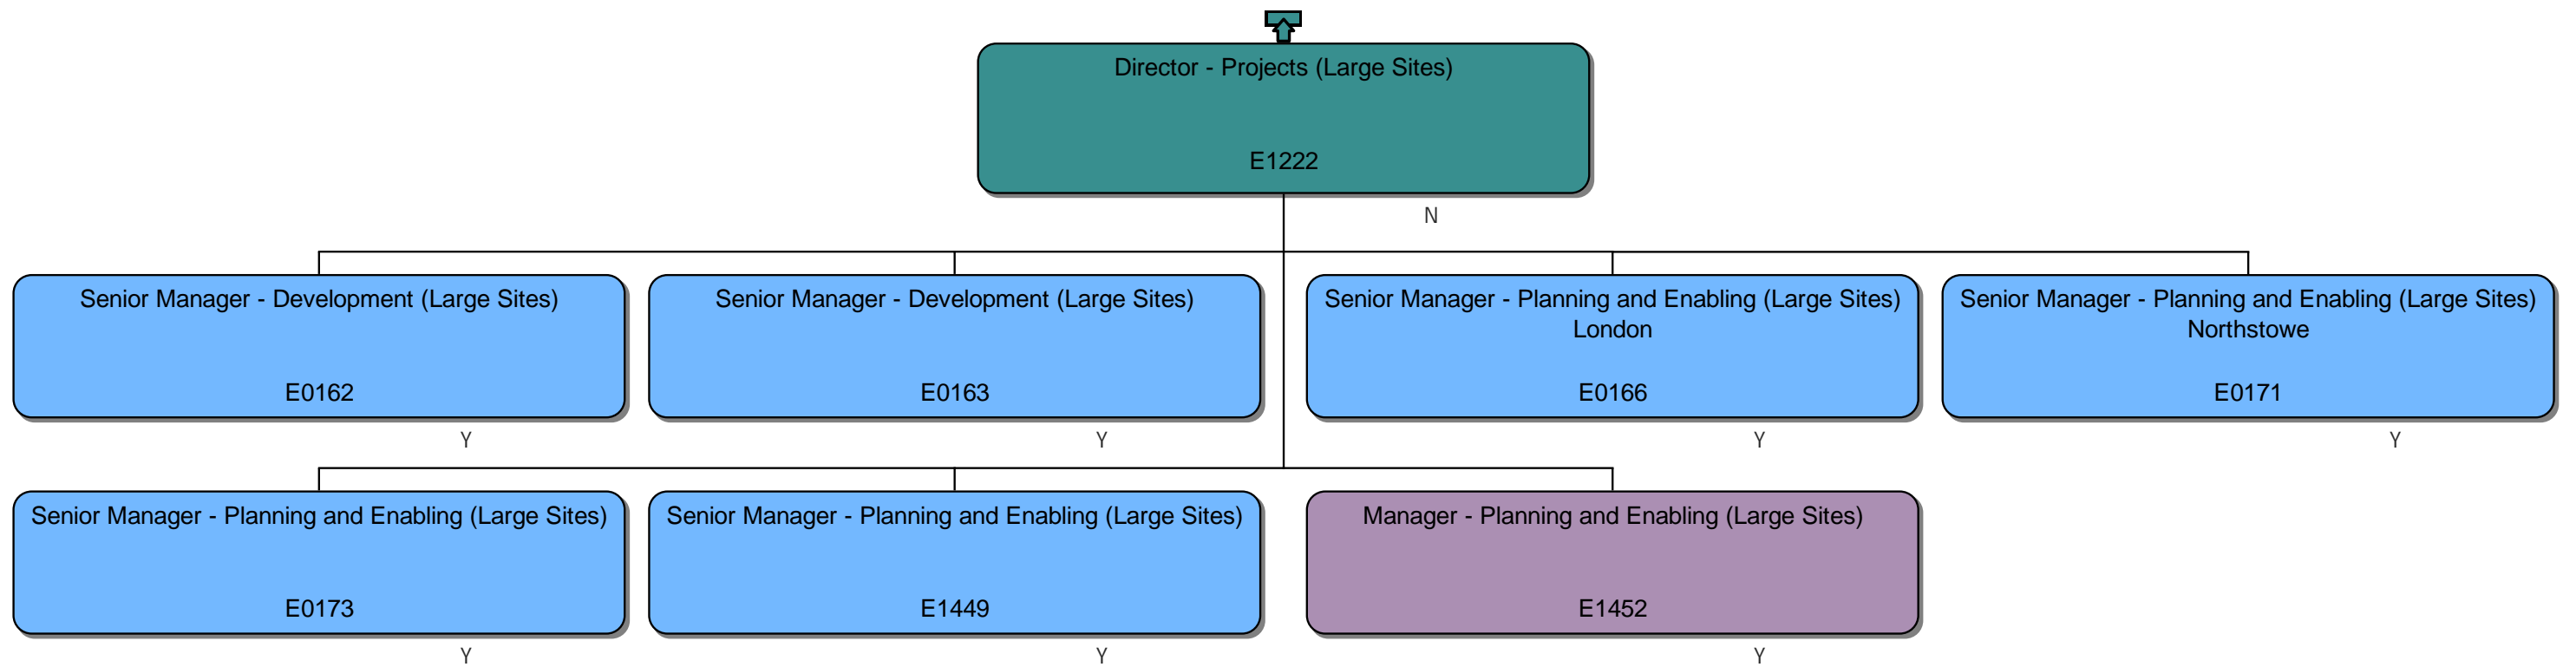 Director - Projects (Large Sites)
E1222
N
Senior Manager - Development (Large Sites)
E0162
Y
Senior Manager - Development (Large Sites)
E0163
Y
Senior Manager - Planning and Enabling (Large Sites)
London
E0166
Y
Senior Manager - Planning and Enabling (Large Sites)
Northstowe
E0171
Y
Senior Manager - Planning and Enabling (Large Sites)
E0173
Y
Senior Manager - Planning and Enabling (Large Sites)
E1449
Y
Manager - Planning and Enabling (Large Sites)
E1452
Y